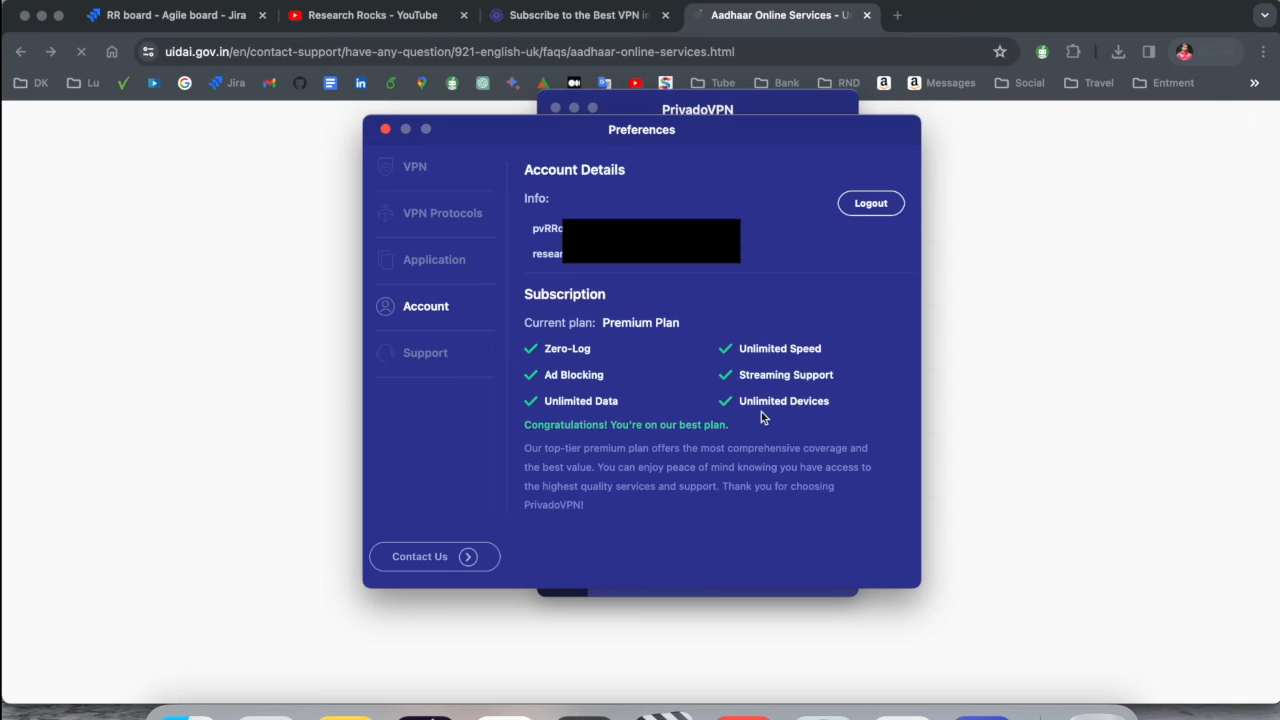 RR board - Agile board - Jira
Research Rocks - YouTube
Subscribe to the Best VPN in
Aadhaar Online Services - U
uidai.gov.in/en/contact-support/have-any-question/921-english-uk/faqs/aadhaar-online-services.html
DK
Lu
Jira
Tube
Bank
RND
Messages
Social
Travel
Entment
PrivadoVPN
Preferences
VPN
VPN Protocols
Application
Account
Support
Contact Us
Account Details
Info:
Logout
pvRRo
resear
Subscription
Current plan: Premium Plan
Zero-Log
Unlimited Speed
Ad Blocking
Streaming Support
Unlimited Data
Unlimited Devices
Congratulations! You're on our best plan.
Our top-tier premium plan offers the most comprehensive coverage and
the best value. You can enjoy peace of mind knowing you have access to
the highest quality services and support. Thank you for choosing
PrivadoVPN!